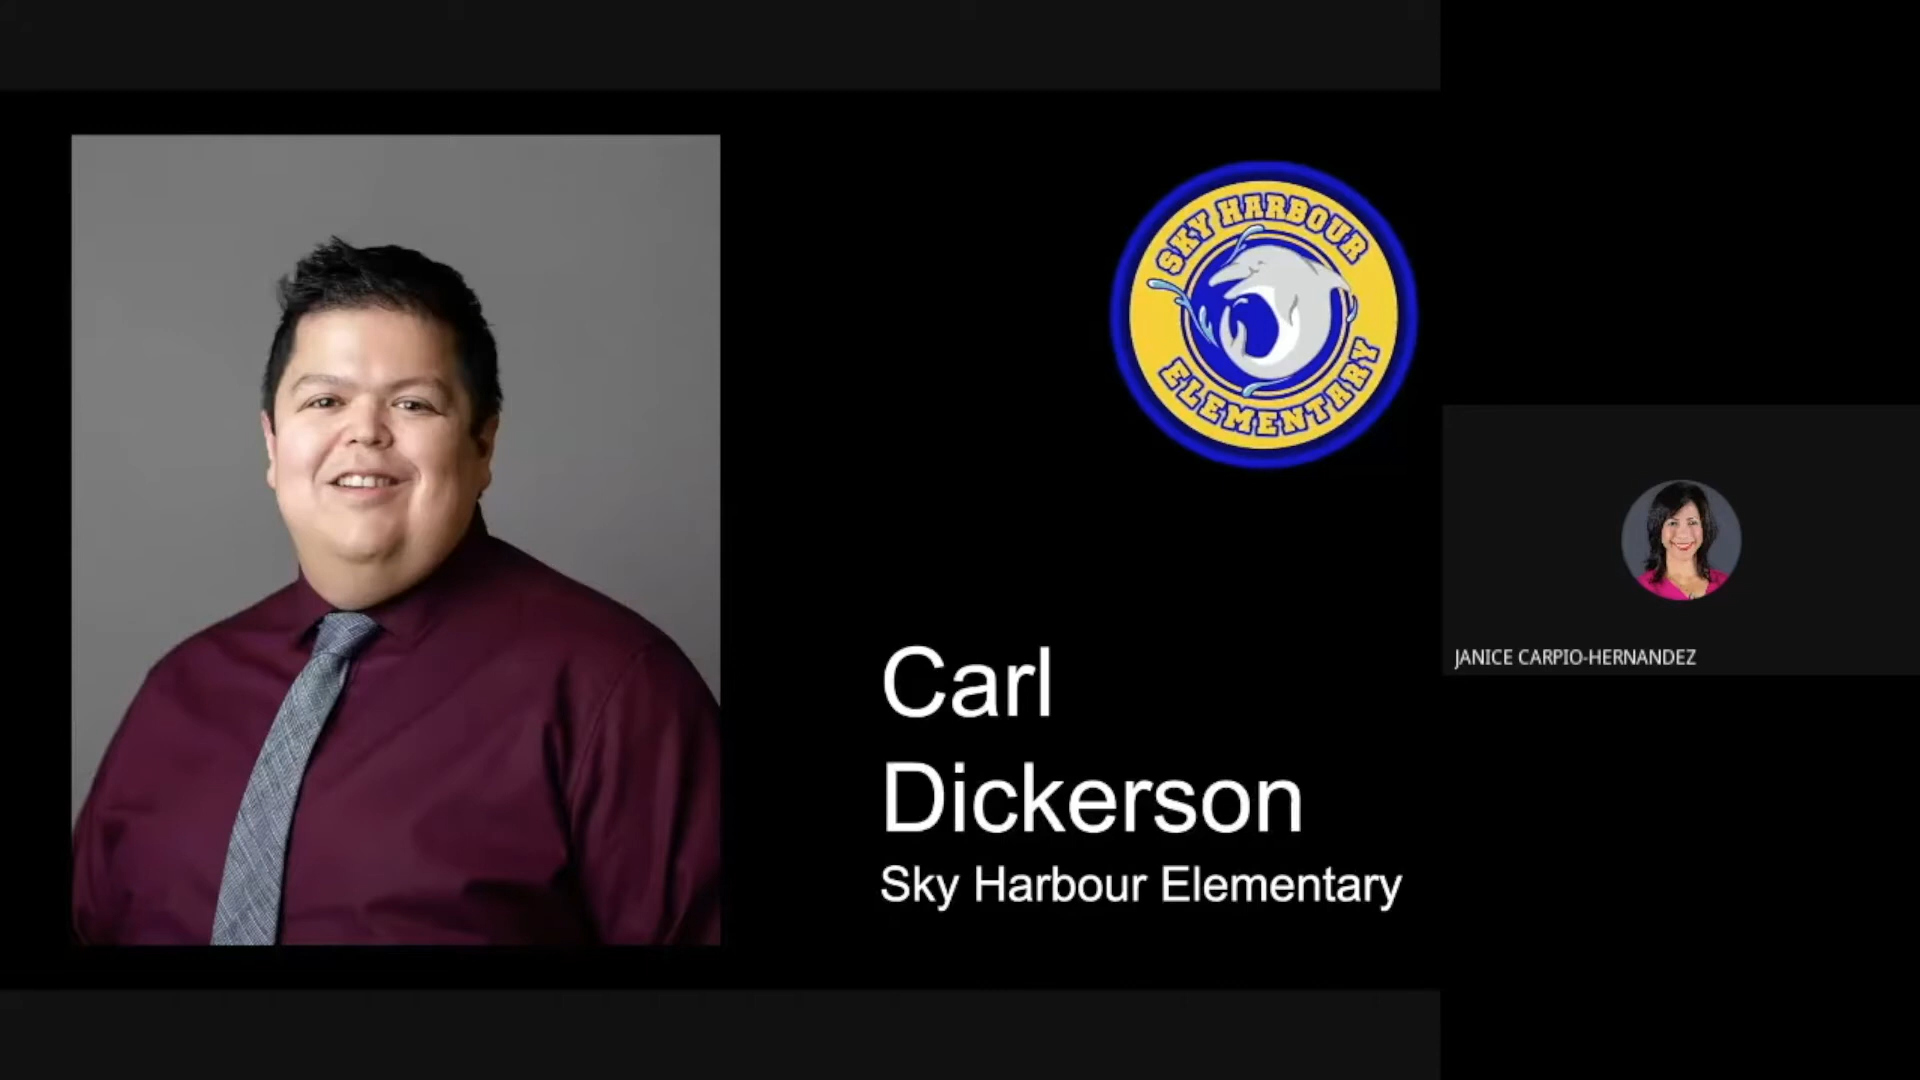 SKY HARBOUR
ELEMENTARY
Carl
Dickerson
Sky Harbour Elementary
JANICE CARPIO-HERNANDEZ